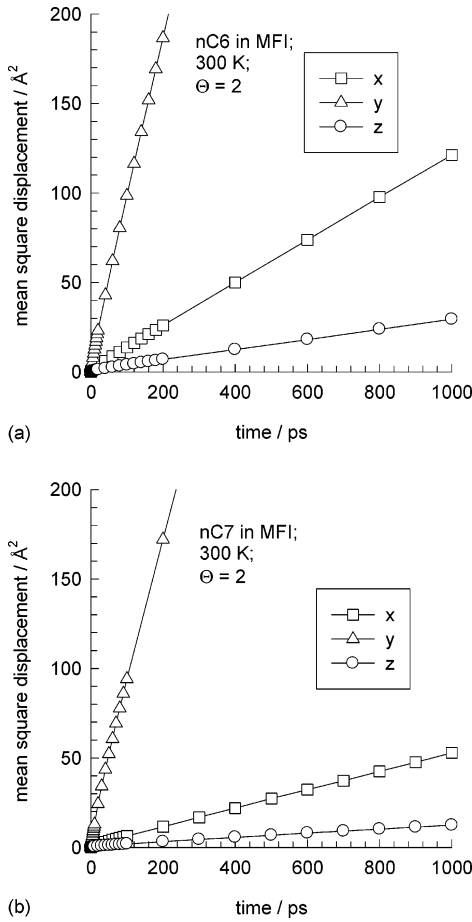 200
150
100
50
0
mean square displacement / Å²
nC6 in MFI;
300 K;
Θ = 2
x
y
z
0 200 400 600 800 1000
time / ps
(a)
200
150
100
50
0
mean square displacement / Å²
nC7 in MFI;
300 K;
Θ = 2
x
y
z
0 200 400 600 800 1000
time / ps
(b)